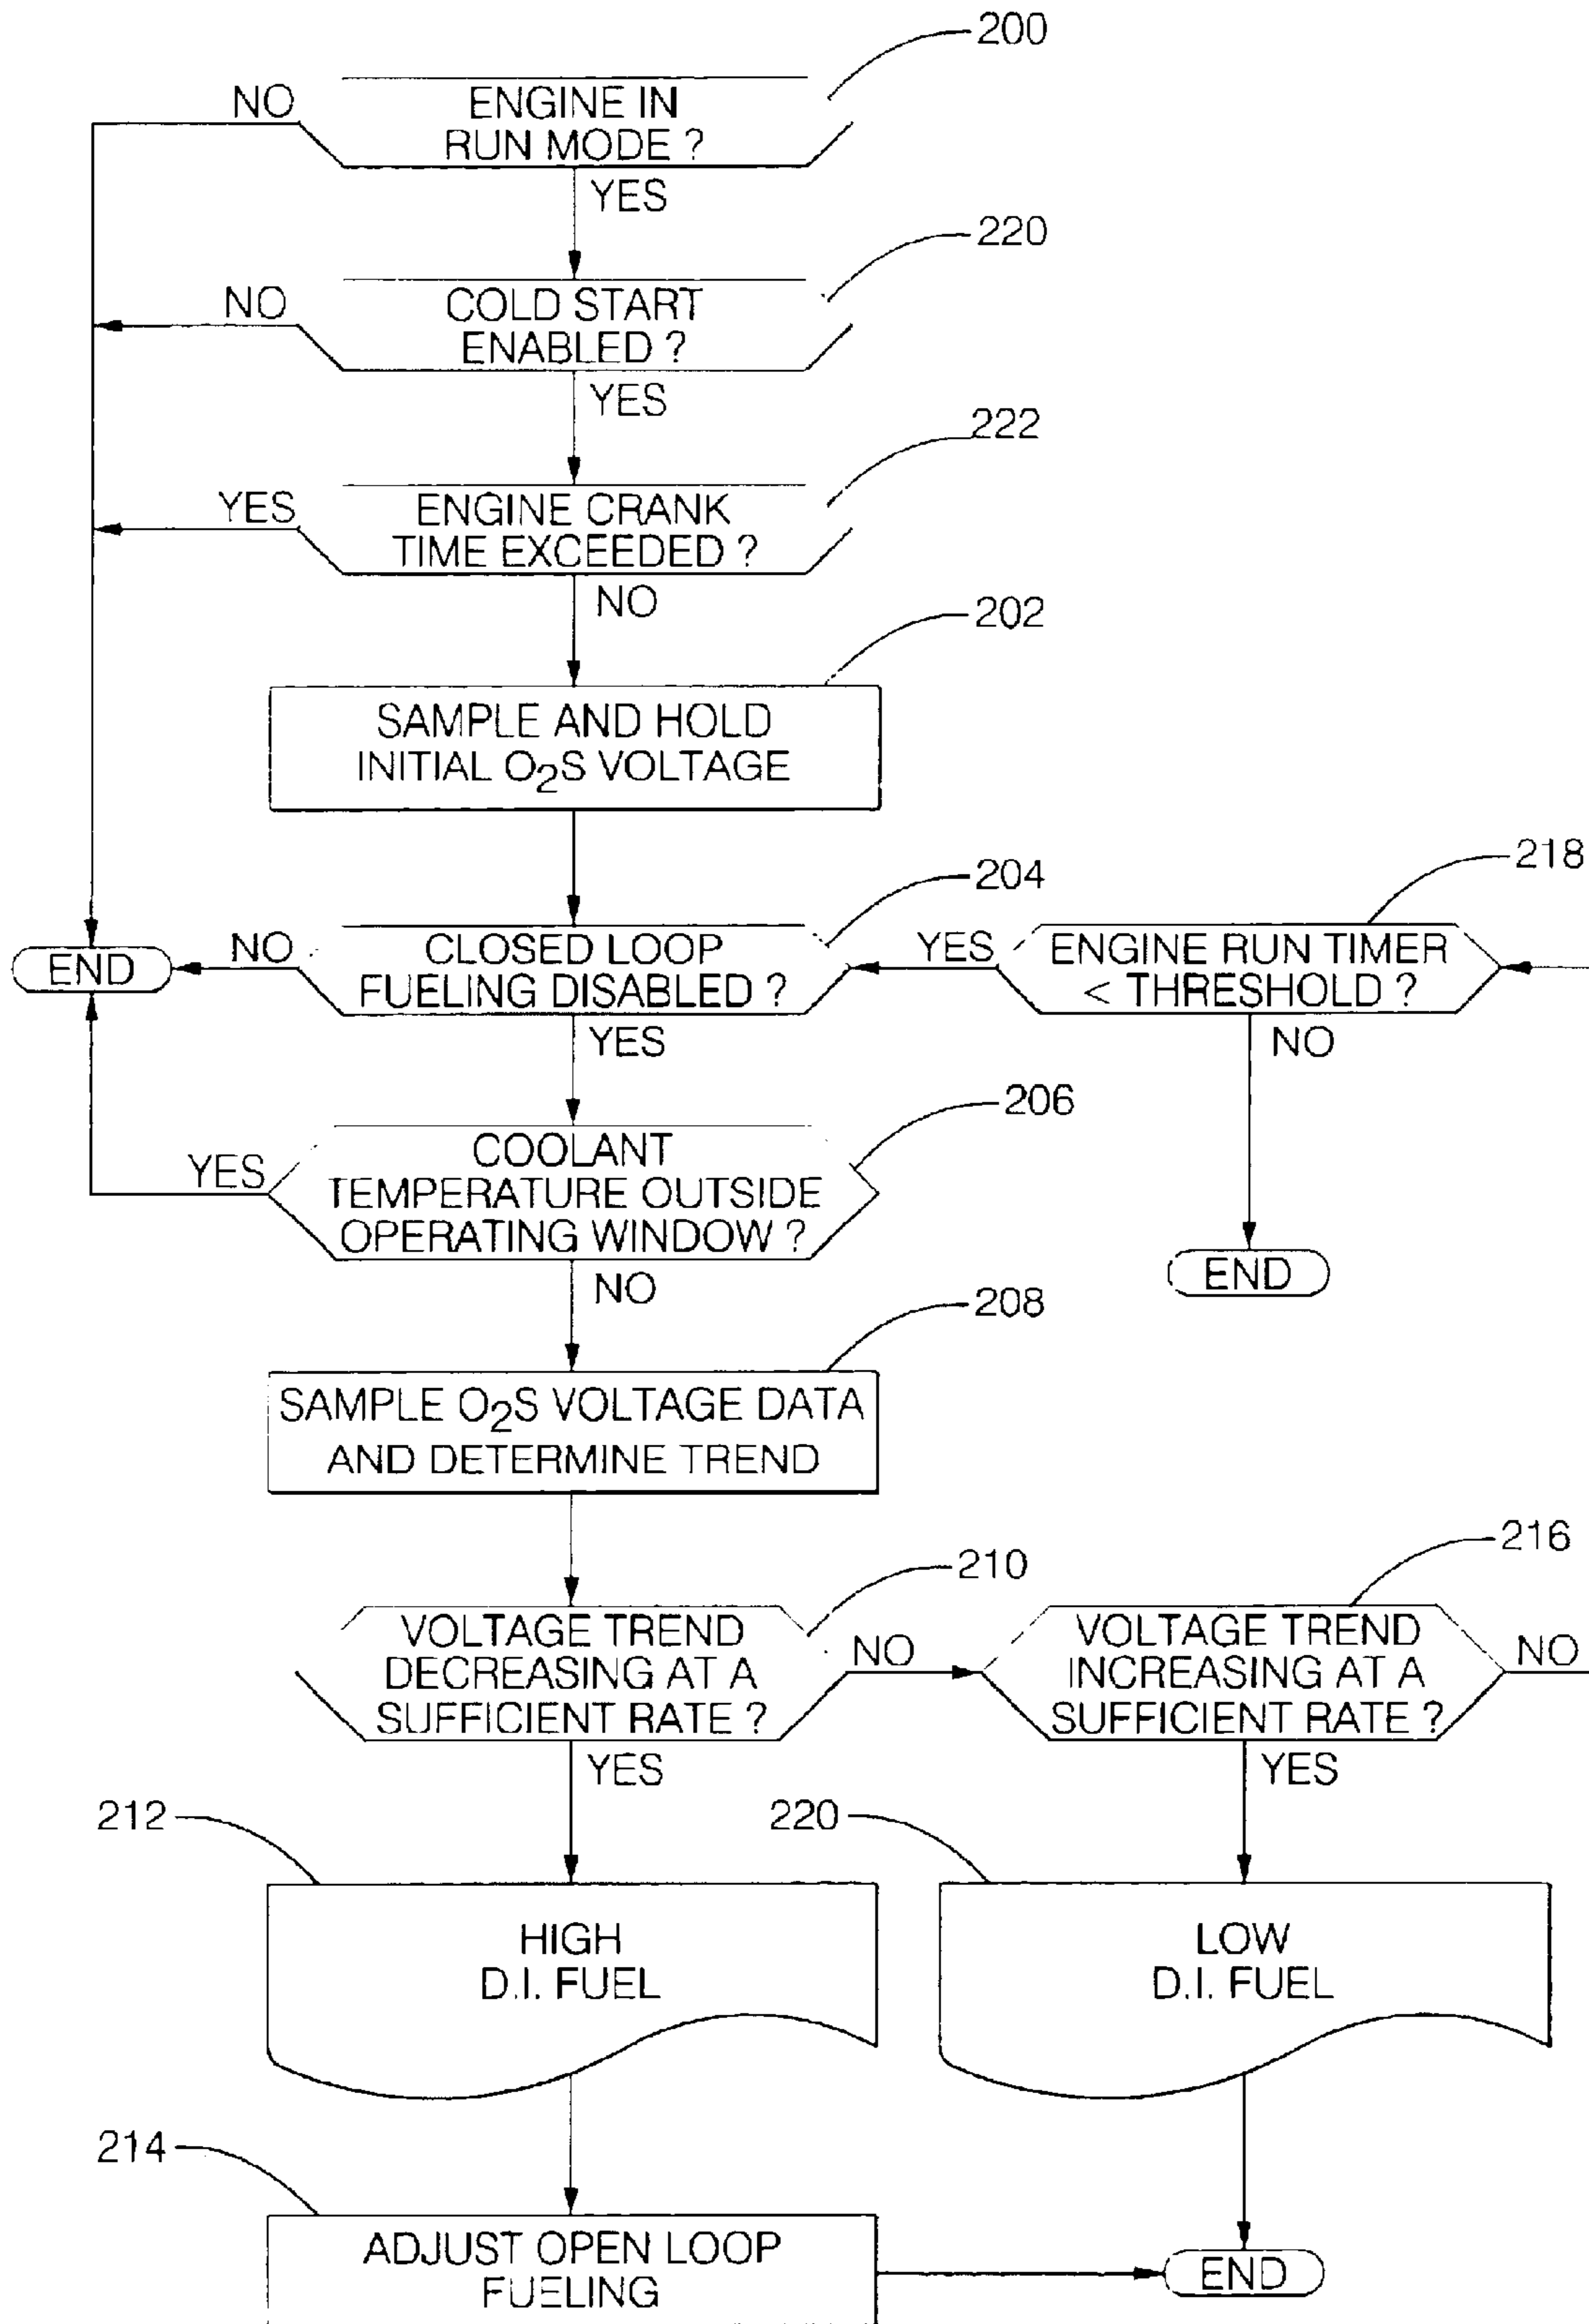 200
NO
ENGINE IN
RUN MODE ?
YES
220
NO
COLD START
ENABLED ?
YES
222
YES
ENGINE CRANK
TIME EXCEEDED ?
NO
202
SAMPLE AND HOLD
INITIAL O2S VOLTAGE
204
218
END
NO
CLOSED LOOP
FUELING DISABLED ?
YES
ENGINE RUN TIMER
< THRESHOLD ?
YES
NO
206
YES
COOLANT
TEMPERATURE OUTSIDE
OPERATING WINDOW ?
END
NO
208
SAMPLE O2S VOLTAGE DATA
AND DETERMINE TREND
210
216
VOLTAGE TREND
DECREASING AT A
SUFFICIENT RATE ?
NO
VOLTAGE TREND
INCREASING AT A
SUFFICIENT RATE ?
NO
YES
YES
212
220
HIGH
D.I. FUEL
LOW
D.I. FUEL
214
ADJUST OPEN LOOP
FUELING
END